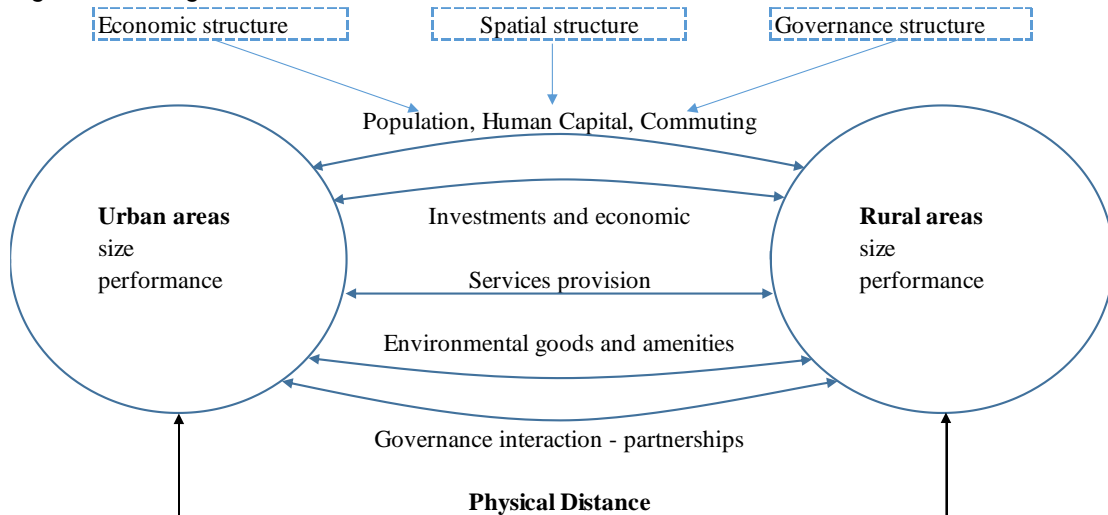 Economic structure
Spatial structure
Governance structure
Population, Human Capital, Commuting
Urban areas
size
performance
Investments and economic
Rural areas
size
performance
Services provision
Environmental goods and amenities
Governance interaction - partnerships
Physical Distance